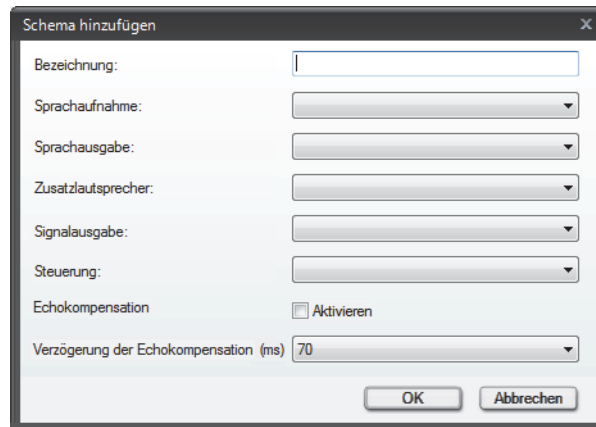 Schema hinzufügen
Bezeichnung:
Sprachaufnahme:
Sprachausgabe:
Zusatzlautsprecher:
Signalausgabe:
Steuerung:
Echokompensation Aktivieren
Verzögerung der Echokompensation (ms) 70
OK Abbrechen